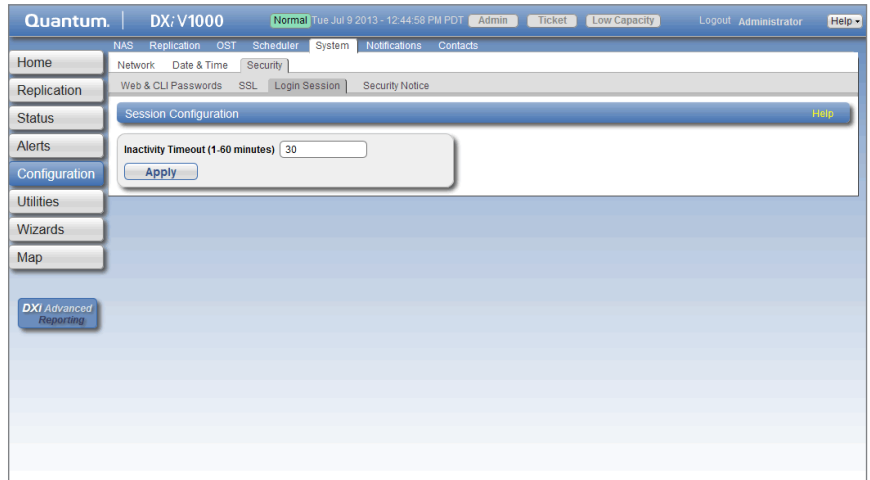 Quantum. DXi V1000 Normal Tue Jul 9 2013 - 12:44:58 PM PDT Admin Ticket Low Capacity Logout Administrator Help
NAS Replication OST Scheduler System Notifications Contacts
Home
Network Date & Time Security
Replication
Web & CLI Passwords SSL Login Session Security Notice
Status
Session Configuration Help
Alerts
Inactivity Timeout (1-60 minutes) 30
Configuration
Apply
Utilities
Wizards
Map
DXI Advanced
Reporting